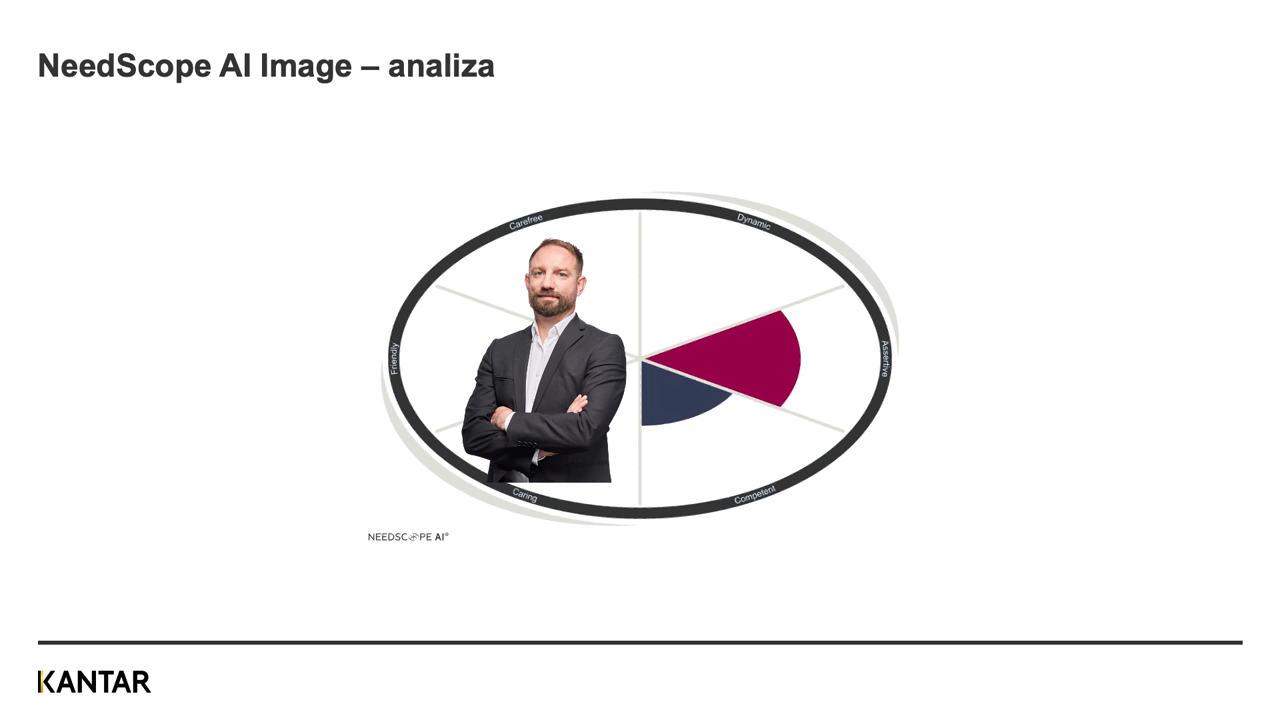 NeedScope AI Image – analiza
Carefree
Dynamic
Friendly
Assertive
Caring
Competent
NEEDSCOPE AI®
KANTAR